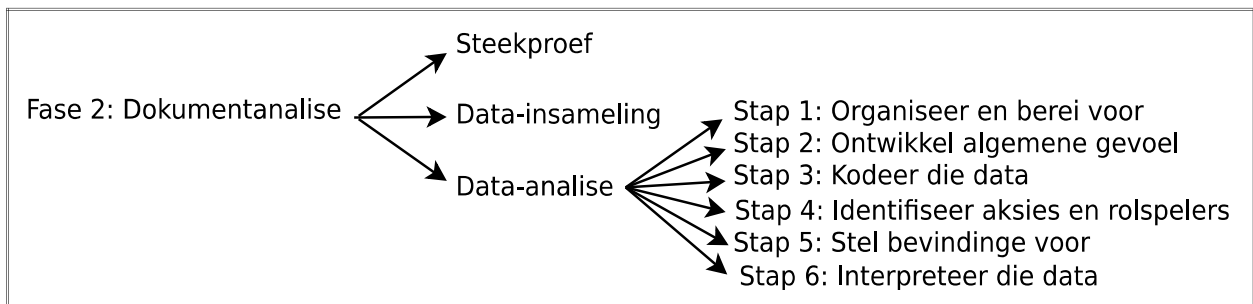 Steekproef
Fase 2: Dokumentanalise
Data-insameling
Data-analise
Stap 1: Organiseer en berei voor
Stap 2: Ontwikkel algemene gevoel
Stap 3: Kodeer die data
Stap 4: Identifiseer aksies en rolspelers
Stap 5: Stel bevindinge voor
Stap 6: Interpreteer die data